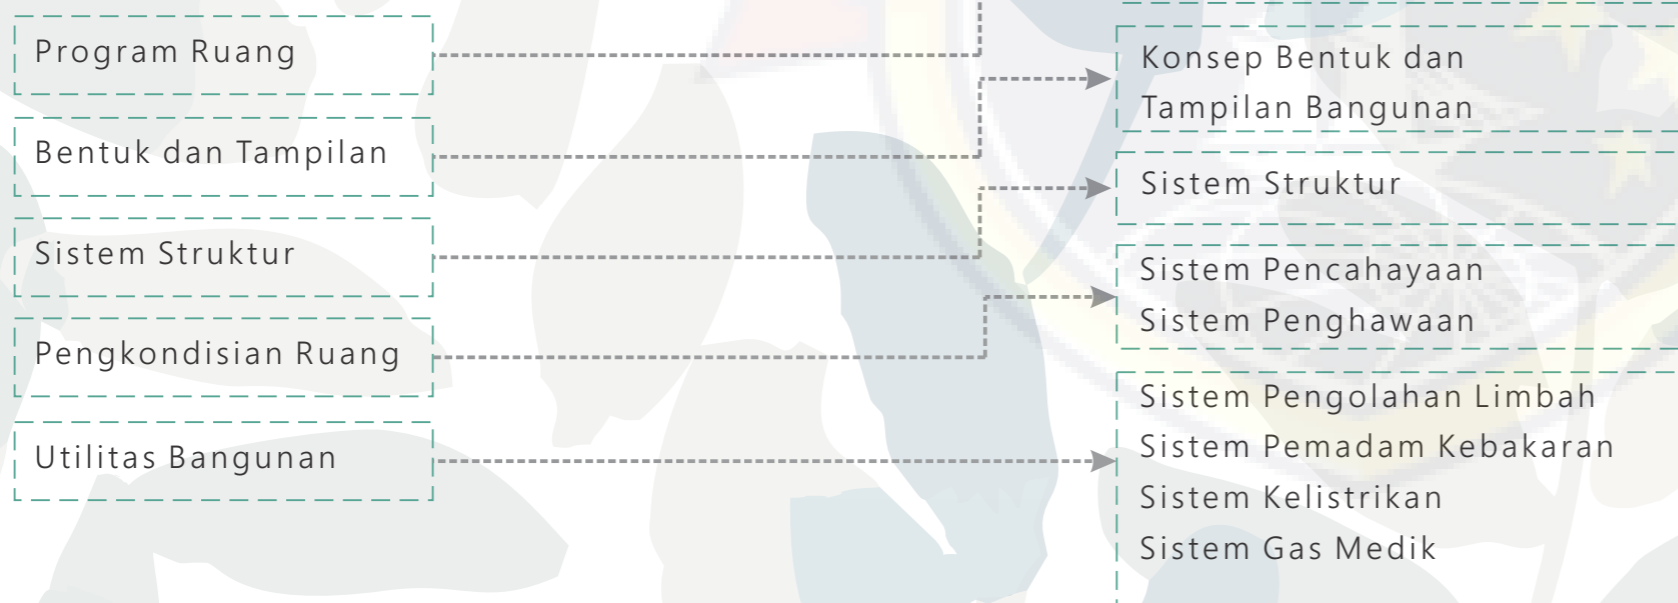 Program Ruang
Bentuk dan Tampilan
Sistem Struktur
Pengkondisian Ruang
Utilitas Bangunan
Konsep Bentuk dan
Tampilan Bangunan
Sistem Struktur
Sistem Pencahayaan
Sistem Penghawaan
Sistem Pengolahan Limbah
Sistem Pemadam Kebakaran
Sistem Kelistrikan
Sistem Gas Medik